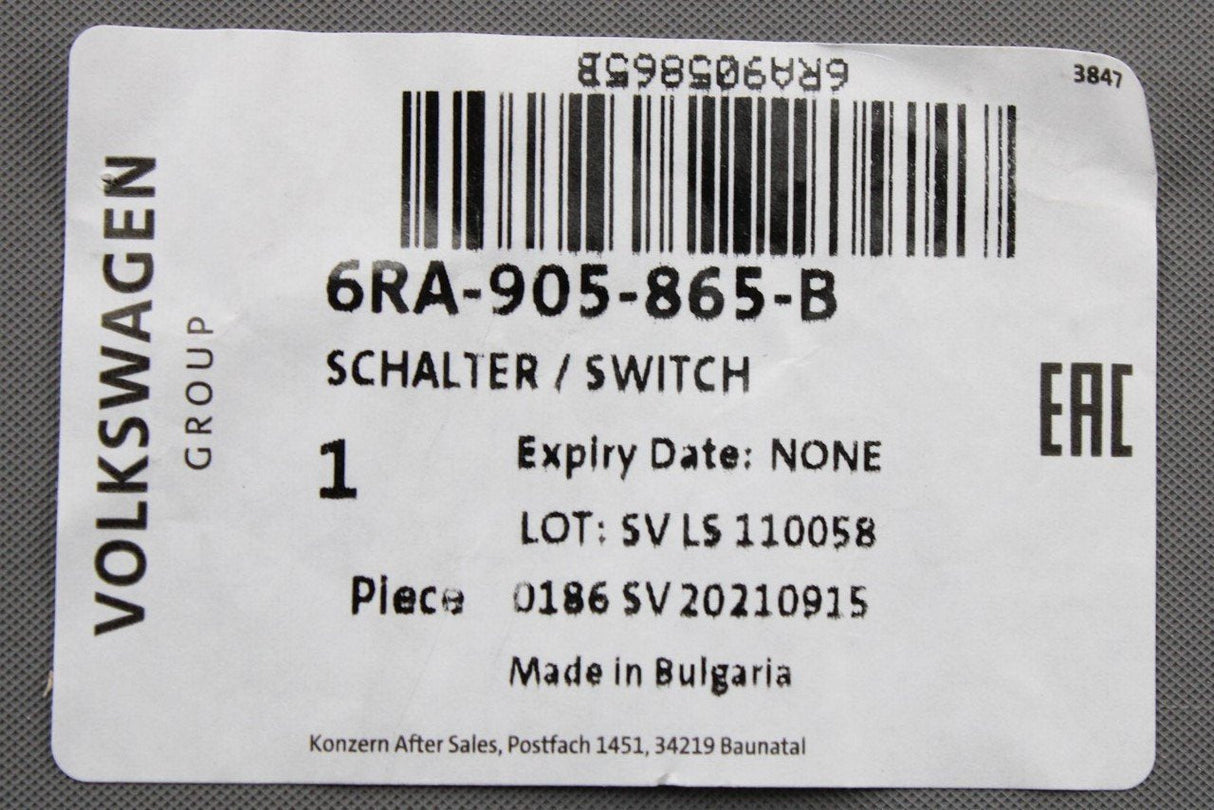 6RA905865B
3847
VOLKSWAGEN
GROUP
6RA-905-865-B
SCHALTER / SWITCH
EAC
1
Expiry Date: NONE
LOT: SV LS 110058
Piece 0186 SV 20210915
Made in Bulgaria
Konzern After Sales, Postfach 1451, 34219 Baunatal